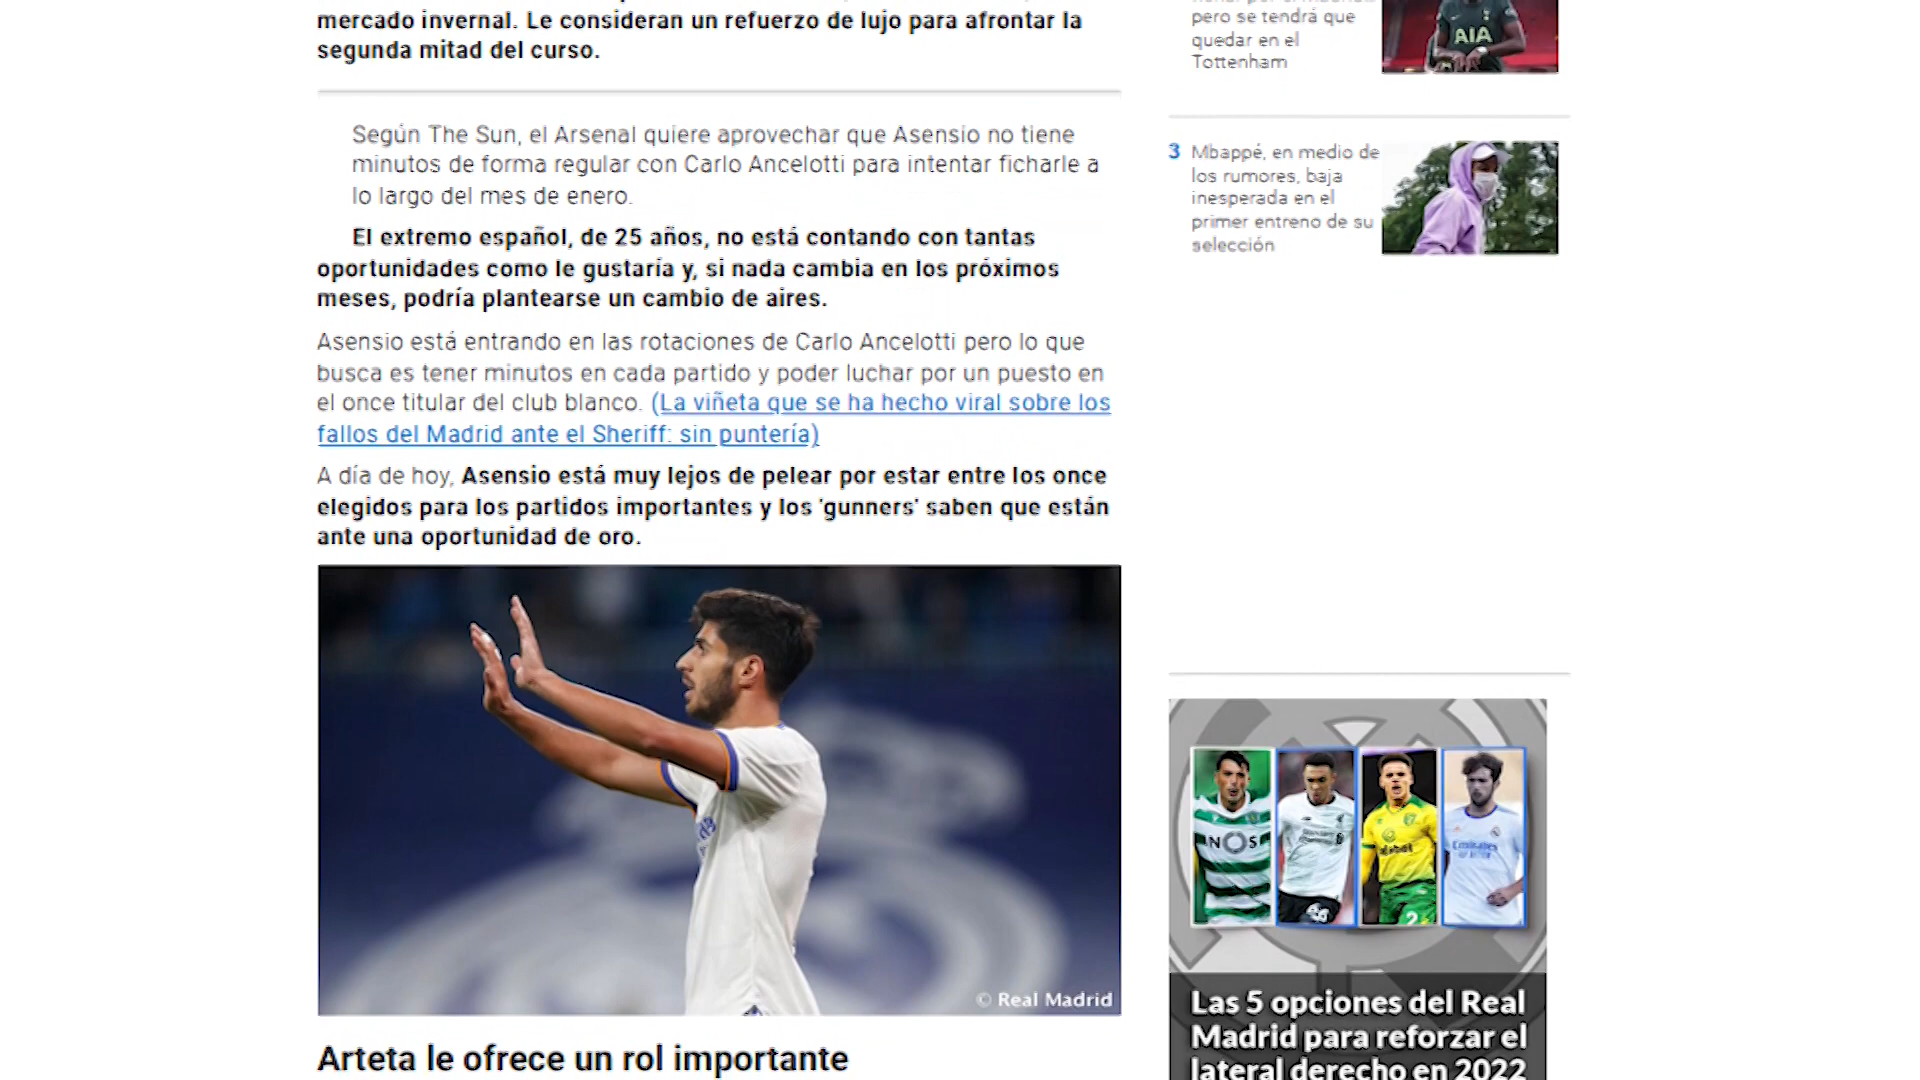 mercado invernal. Le consideran un refuerzo de lujo para afrontar la
segunda mitad del curso.
Según The Sun, el Arsenal quiere aprovechar que Asensio no tiene
minutos de forma regular con Carlo Ancelotti para intentar ficharle a
lo largo del mes de enero.
El extremo español, de 25 años, no está contando con tantas
oportunidades como le gustaría y, si nada cambia en los próximos
meses, podría plantearse un cambio de aires.
Asensio está entrando en las rotaciones de Carlo Ancelotti pero lo que
busca es tener minutos en cada partido y poder luchar por un puesto en
el once titular del club blanco. (La viñeta que se ha hecho viral sobre los
fallos del Madrid ante el Sheriff: sin puntería)
A día de hoy, Asensio está muy lejos de pelear por estar entre los once
elegidos para los partidos importantes y los 'gunners' saben que están
ante una oportunidad de oro.
© Real Madrid
Arteta le ofrece un rol importante
pero se tendrá que
quedar en el
Tottenham
AIA
3 Mbappé, en medio de
los rumores, baja
inesperada en el
primer entreno de su
selección
NOS
Emirates
2
Las 5 opciones del Real
Madrid para reforzar el
lateral derecho en 2022